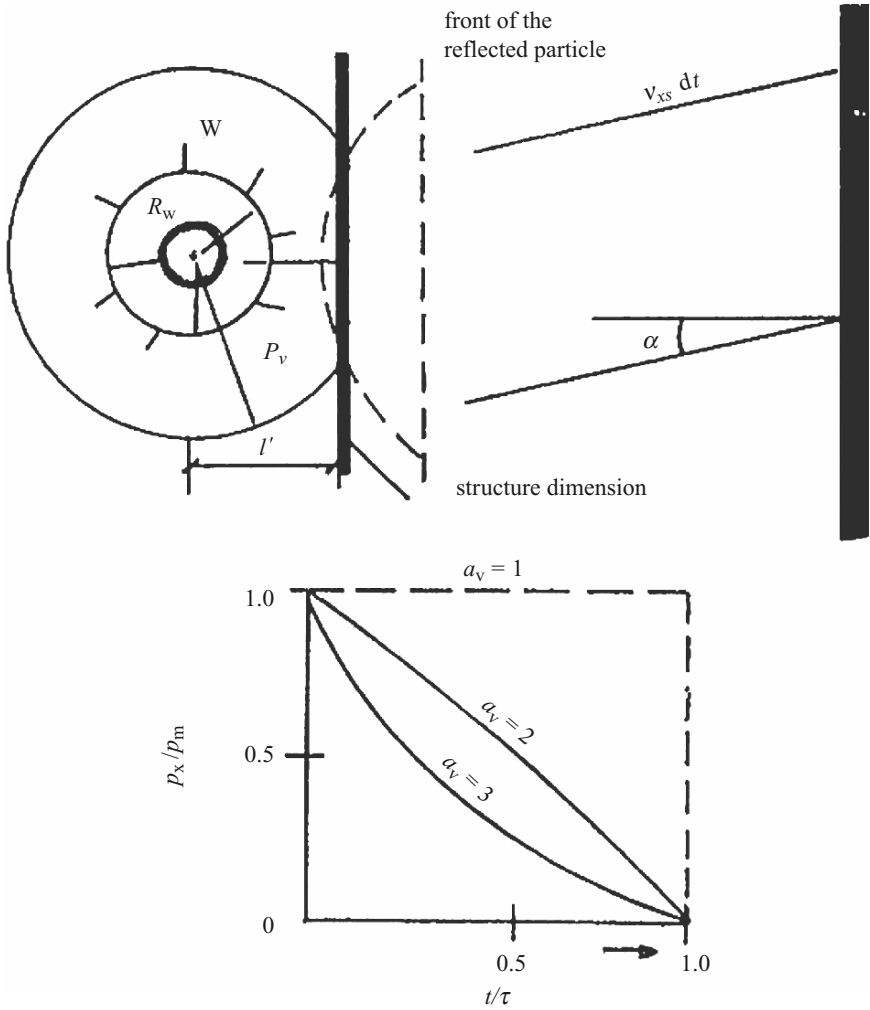 front of the
reflected particle
W
R_w
P_v
l′
ν_xs dt
α
structure dimension
a_v = 1
1.0
a_v = 2
p_x/p_m
0.5
a_v = 3
0
0.5
1.0
t/τ